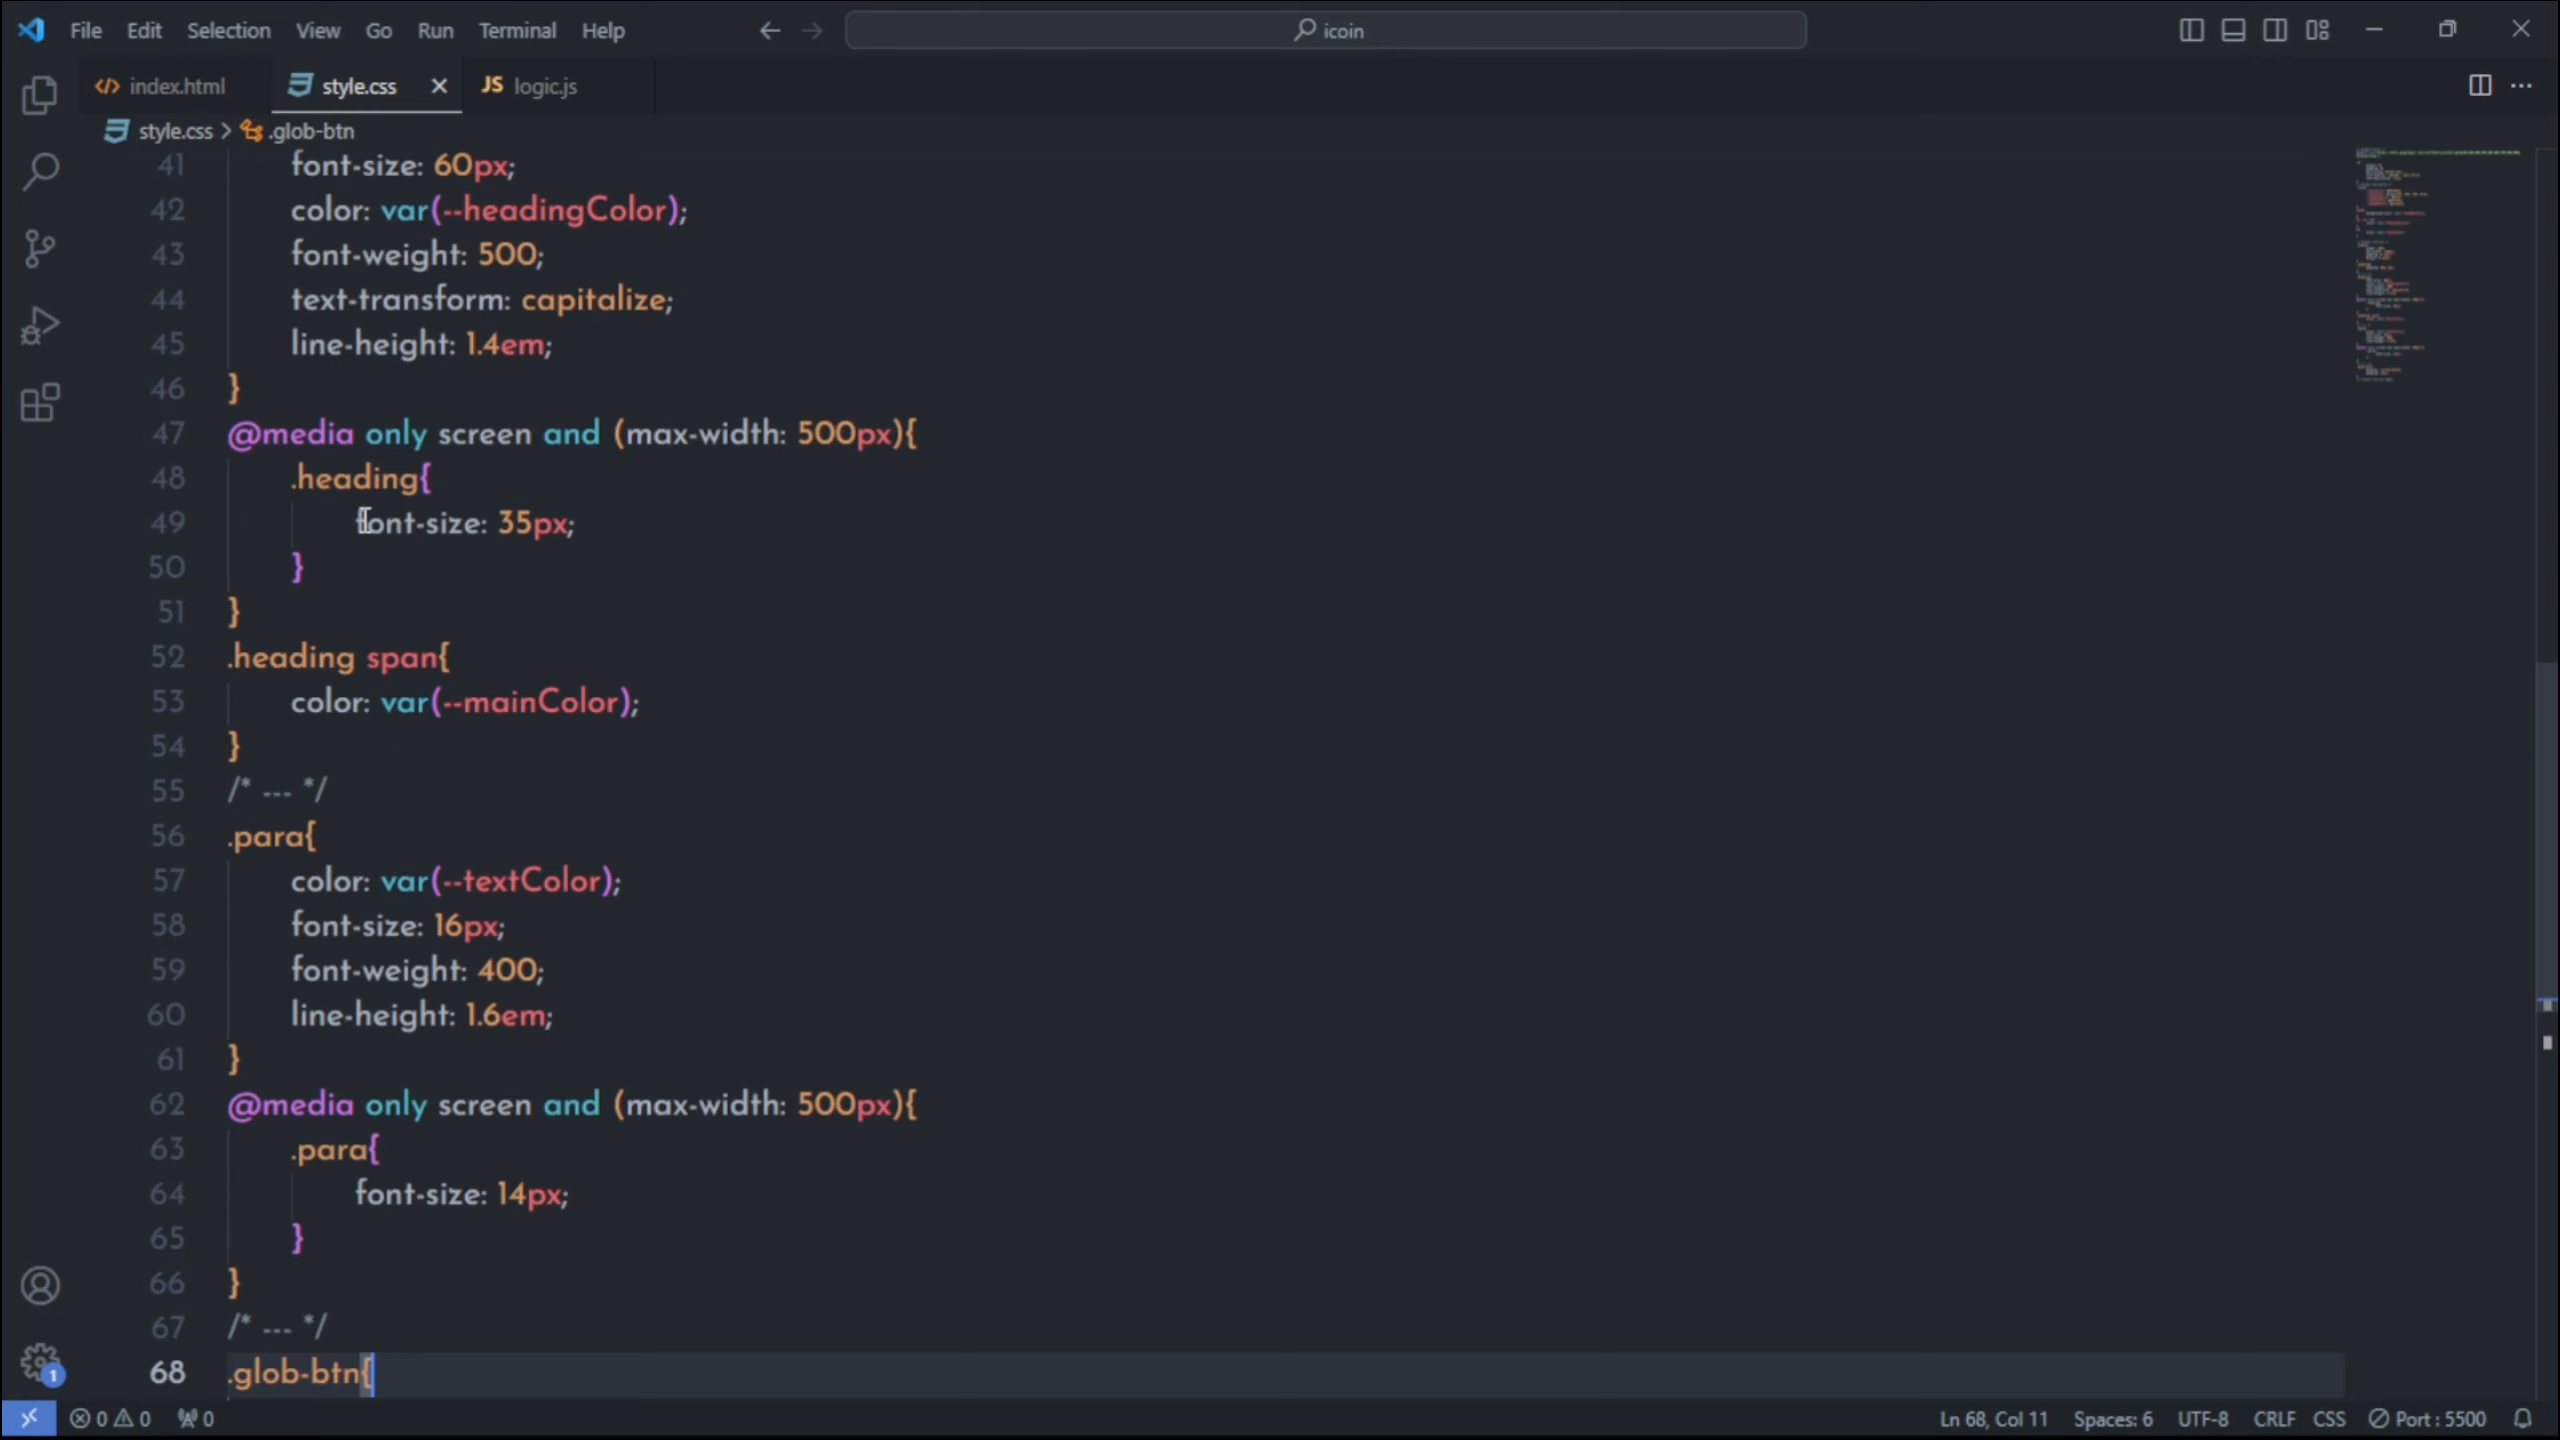 File Edit Selection View Go Run Terminal Help
icoin
index.html style.css JS logic.js
style.css > .glob-btn
41 font-size: 60px;
42 color: var(--headingColor);
43 font-weight: 500;
44 text-transform: capitalize;
45 line-height: 1.4em;
46 }
47 @media only screen and (max-width: 500px){
48 .heading{
49 font-size: 35px;
50 }
51 }
52 .heading span{
53 color: var(--mainColor);
54 }
55 /* --- */
56 .para{
57 color: var(--textColor);
58 font-size: 16px;
59 font-weight: 400;
60 line-height: 1.6em;
61 }
62 @media only screen and (max-width: 500px){
63 .para{
64 font-size: 14px;
65 }
66 }
67 /* --- */
68 .glob-btn{
1
0 0 0 Ln 68, Col 11 Spaces: 6 UTF-8 CRLF CSS Port : 5500